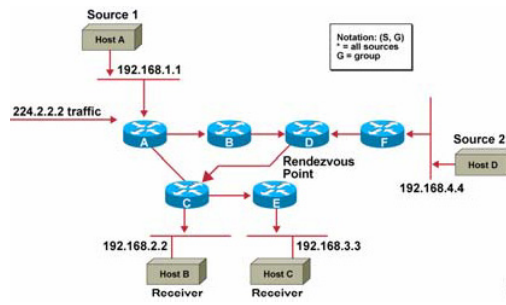 Source 1
Host A
192.168.1.1
Notation: (S, G)
* = all sources
G = group
224.2.2.2 traffic
A
B
D
F
Source 2
Host D
Rendezvous
Point
192.168.4.4
C
E
192.168.2.2
192.168.3.3
Host B
Host C
Receiver
Receiver